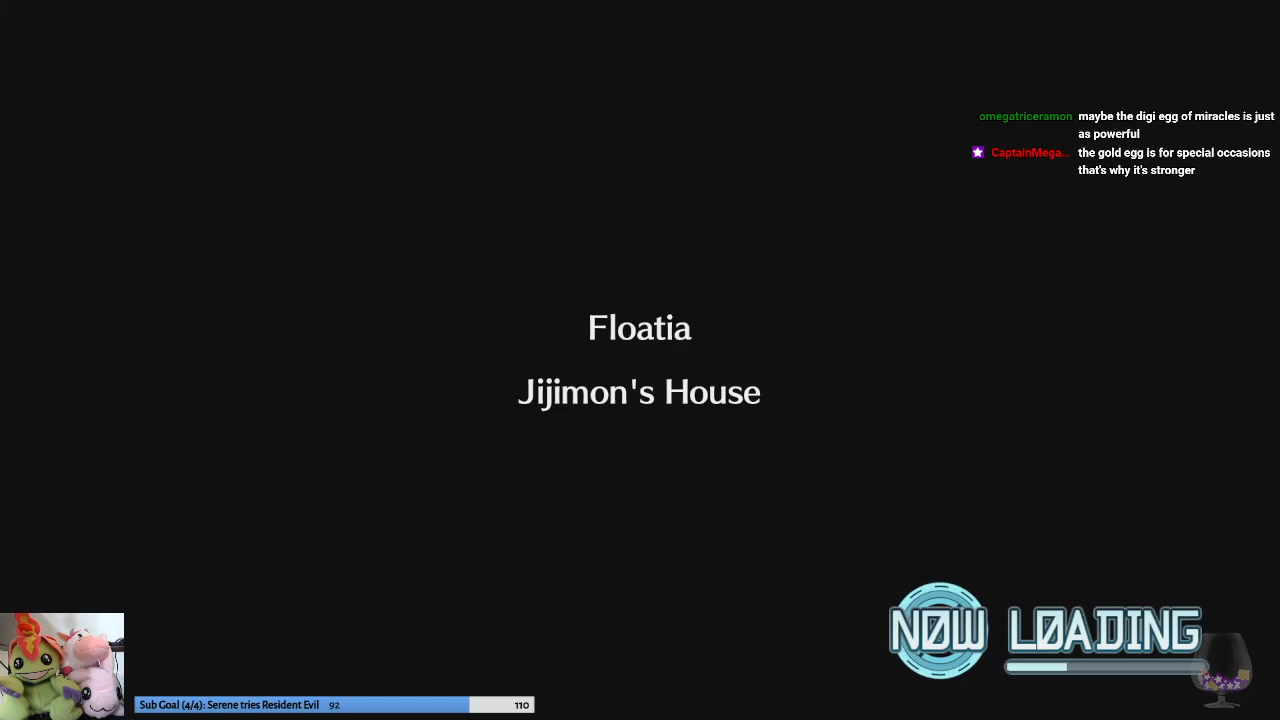 omegatriceramon maybe the digi egg of miracles is just
as powerful
CaptainMega... the gold egg is for special occasions
that's why it's stronger
Floatia
Jijimon's House
NOW LOADING
Sub Goal (4/4): Serene tries Resident Evil 92 110